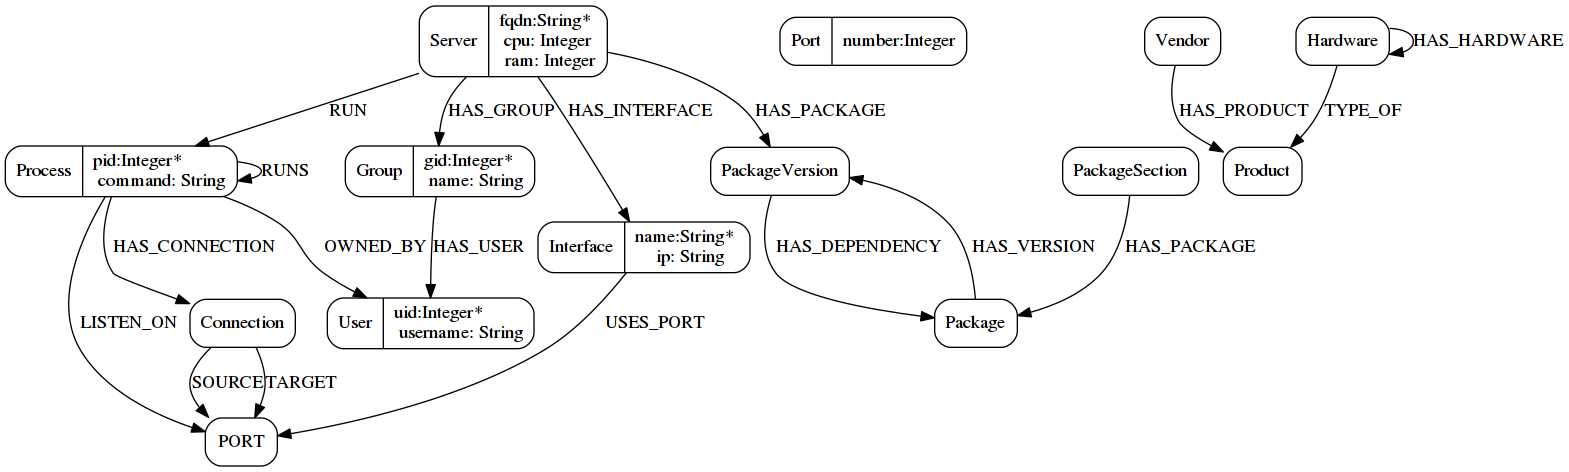 Server
fqdn:String*
cpu: Integer
ram: Integer
Port
number:Integer
Vendor
Hardware
HAS_HARDWARE
RUN
HAS_GROUP
HAS_INTERFACE
HAS_PACKAGE
HAS_PRODUCT
TYPE_OF
Process
pid:Integer*
command: String
RUNS
Group
gid:Integer*
name: String
PackageVersion
PackageSection
Product
HAS_CONNECTION
OWNED_BY
HAS_USER
Interface
name:String*
ip: String
HAS_DEPENDENCY
HAS_VERSION
HAS_PACKAGE
LISTEN_ON
Connection
User
uid:Integer*
username: String
USES_PORT
Package
SOURCE
TARGET
PORT